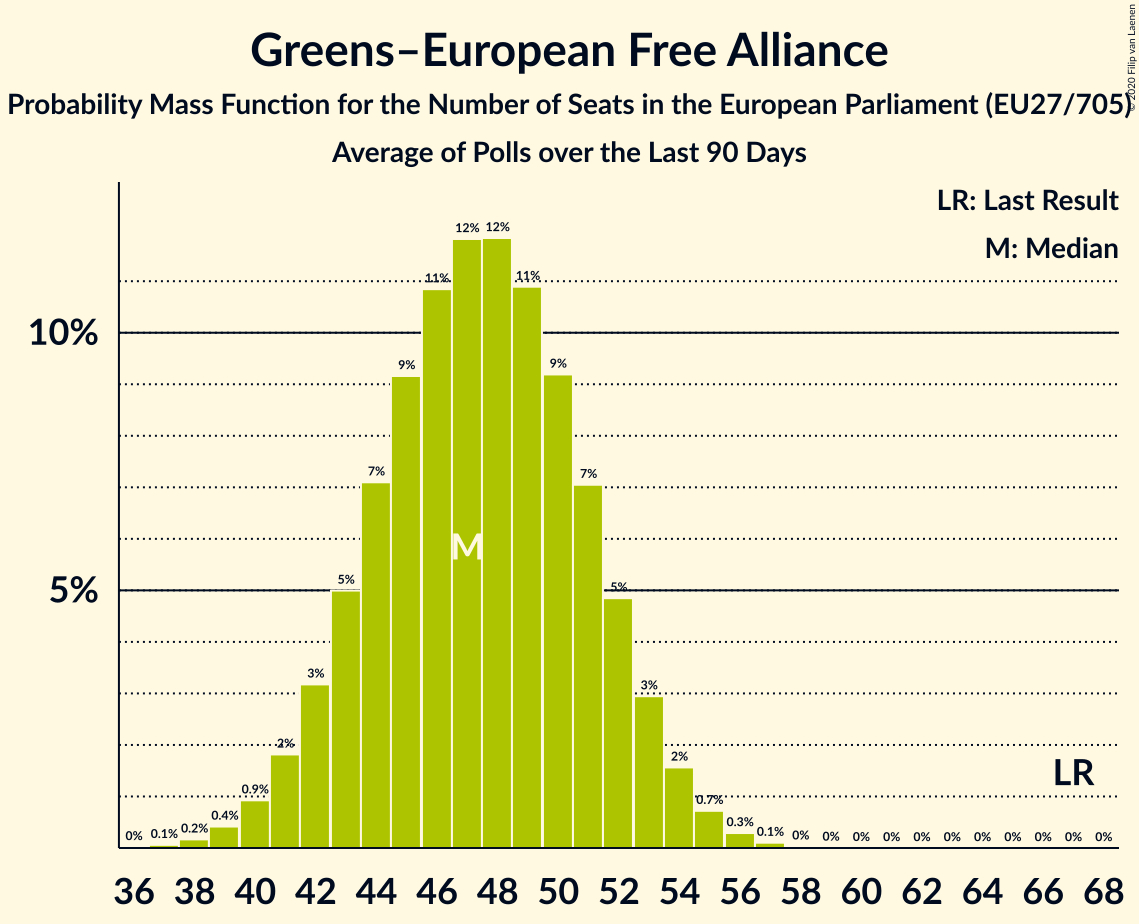 Greens–European Free Alliance
Probability Mass Function for the Number of Seats in the European Parliament (EU27/705)
Average of Polls over the Last 90 Days
© 2020 Filip van Laenen
LR: Last Result
M: Median
10%
5%
0% 0.1% 0.2% 0.4% 0.9% 2% 3% 5% 7% 9% 11% 12% 12% 11% 9% 7% 5% 3% 2% 0.7% 0.3% 0.1% 0% 0% 0% 0% 0% 0% 0% 0% 0% 0% 0%
M
LR
36 38 40 42 44 46 48 50 52 54 56 58 60 62 64 66 68